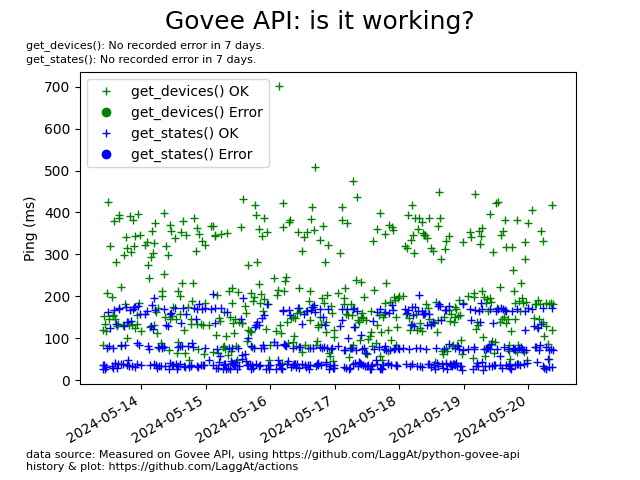 Govee API: is it working?
get_devices(): No recorded error in 7 days.
get_states(): No recorded error in 7 days.
get_devices() OK
get_devices() Error
get_states() OK
get_states() Error
Ping (ms)
700
600
500
400
300
200
100
0
2024-05-14
2024-05-15
2024-05-16
2024-05-17
2024-05-18
2024-05-19
2024-05-20
data source: Measured on Govee API, using https://github.com/LaggAt/python-govee-api
history & plot: https://github.com/LaggAt/actions